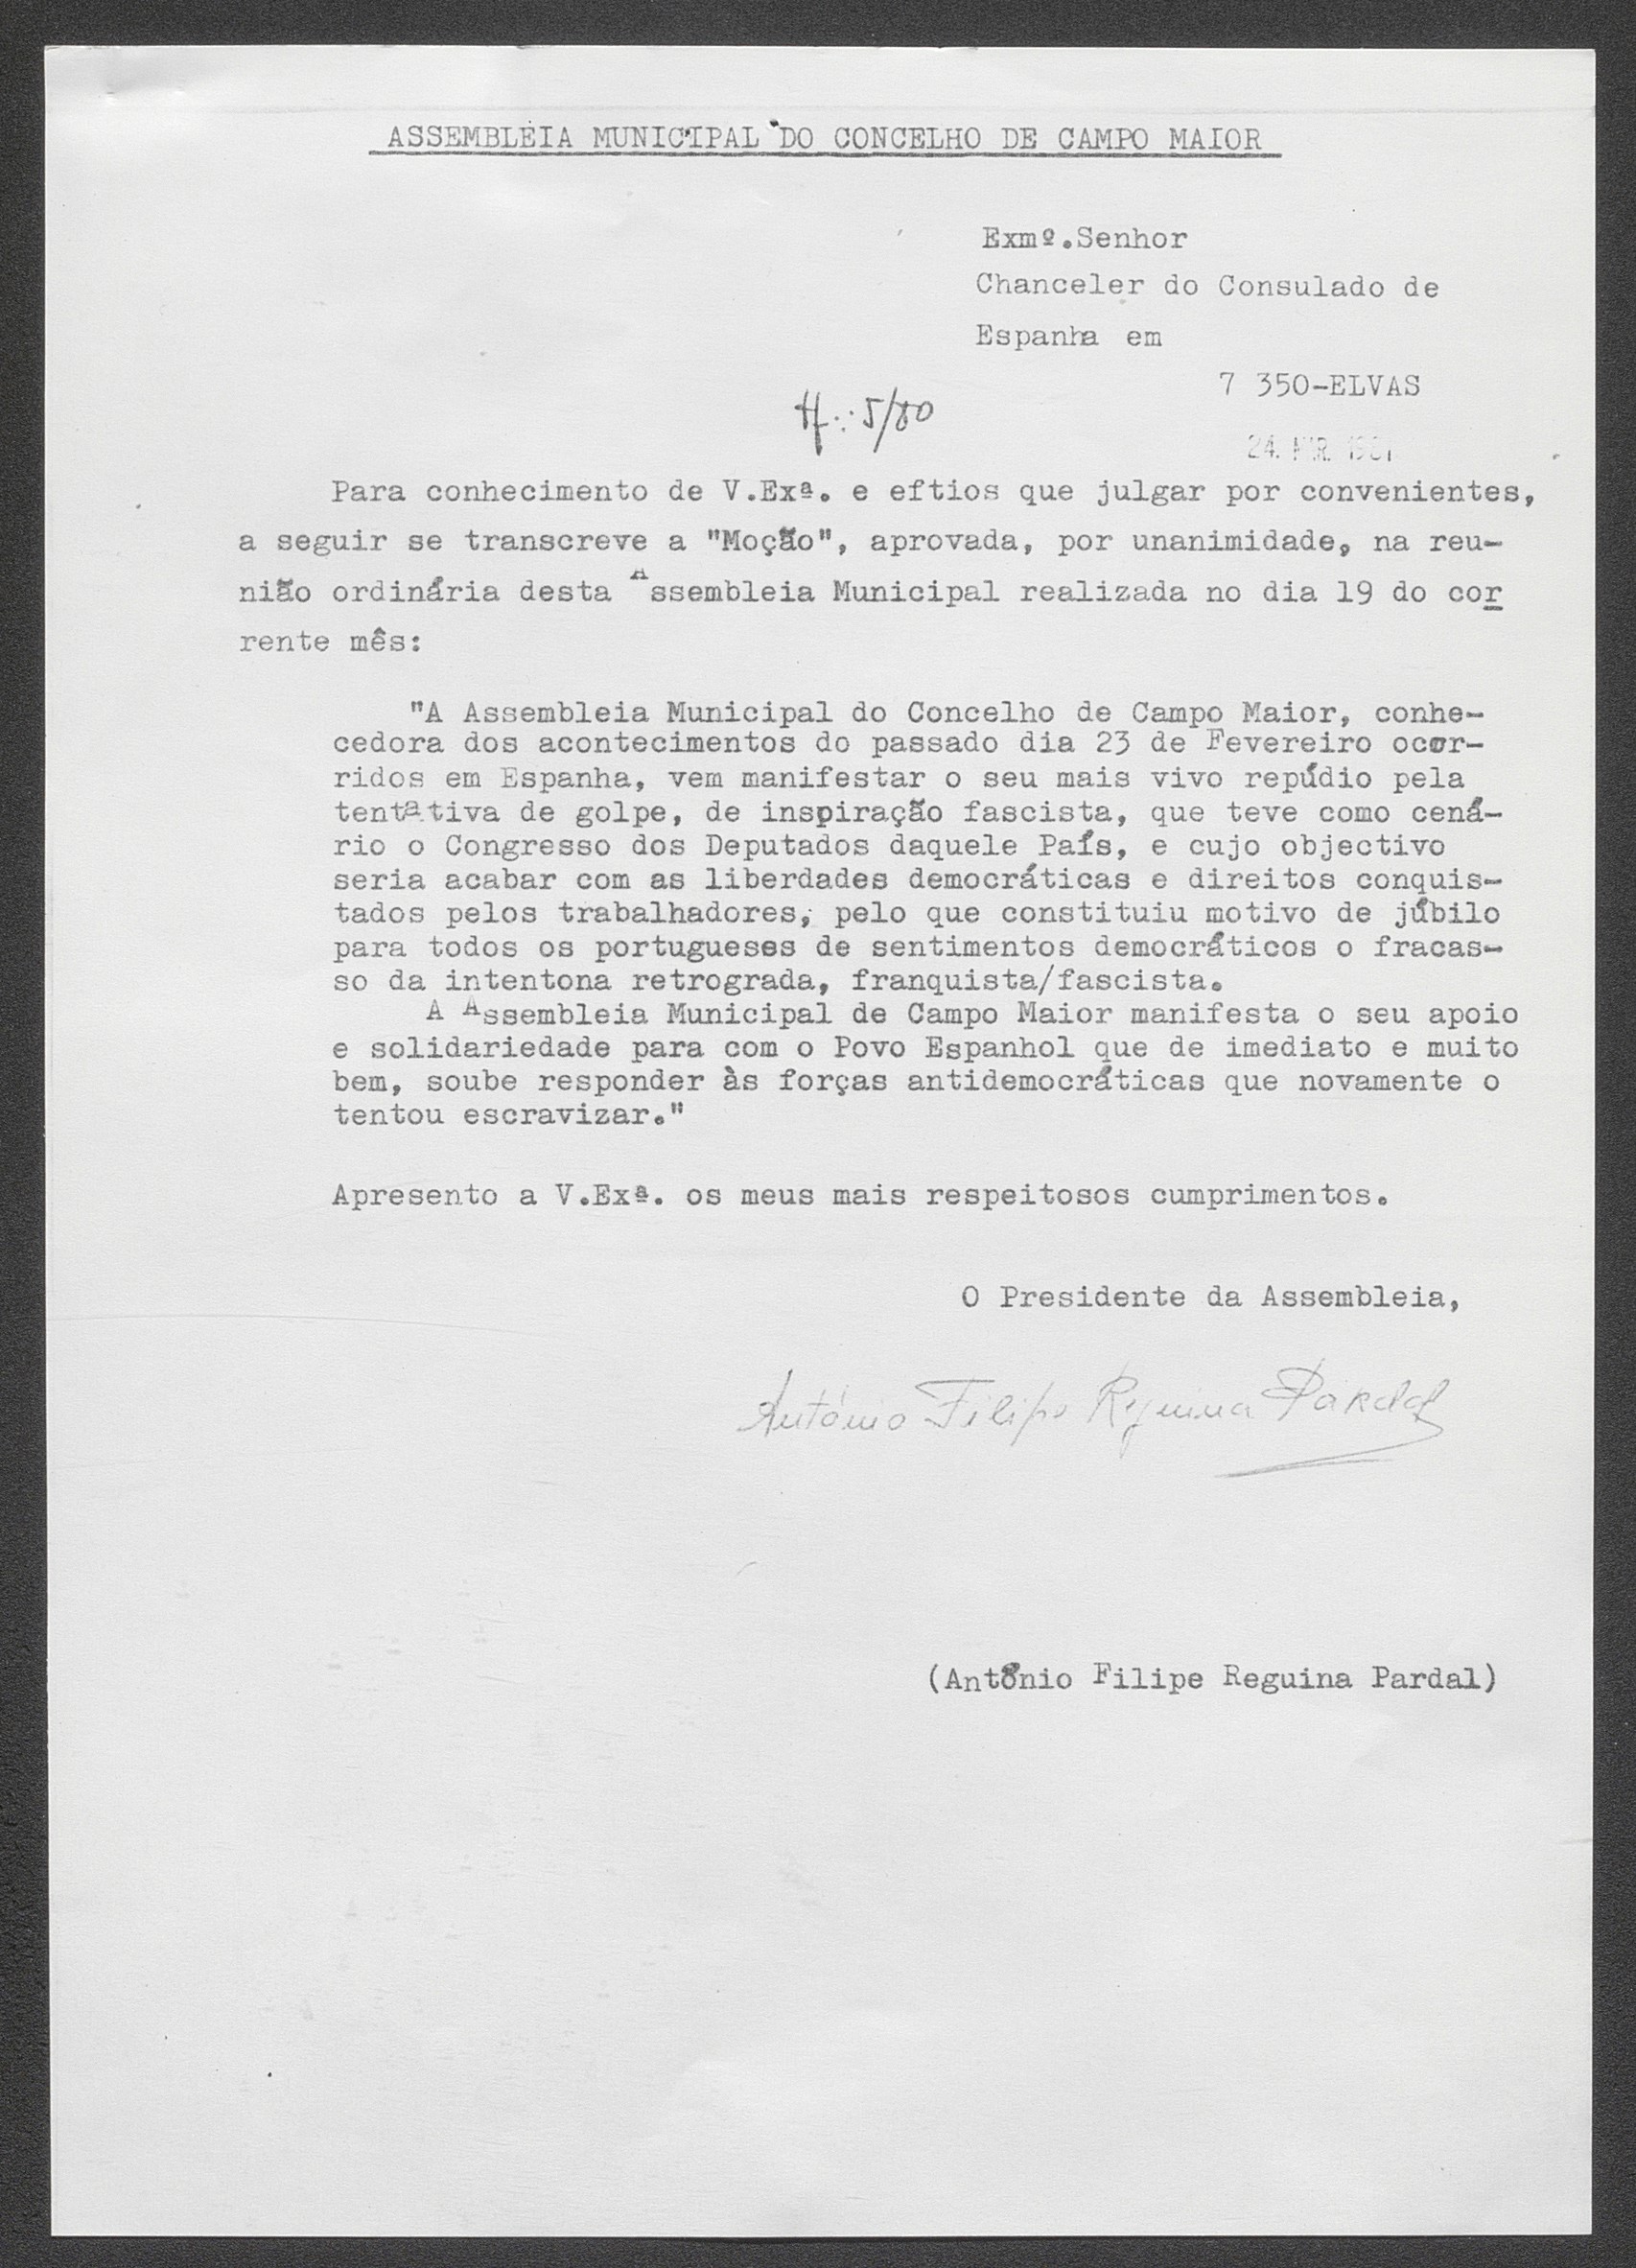 ASSEMBLEIA MUNICIPAL DO CONCELHO DE CAMPO MAIOR
Exmº.Senhor
Chanceler do Consulado de
Espanha em
7 350-ELVAS
5/80
24. MAR. 1981
Para conhecimento de V.Exª. e eftios que julgar por convenientes,
a seguir se transcreve a "Moção", aprovada, por unanimidade, na reu-
nião ordinária desta Assembleia Municipal realizada no dia 19 do cor
rente mês:
"A Assembleia Municipal do Concelho de Campo Maior, conhe-
cedora dos acontecimentos do passado dia 23 de Fevereiro ocor-
ridos em Espanha, vem manifestar o seu mais vivo repúdio pela
tentativa de golpe, de inspiração fascista, que teve como cená-
rio o Congresso dos Deputados daquele País, e cujo objectivo
seria acabar com as liberdades democráticas e direitos conquis-
tados pelos trabalhadores, pelo que constituiu motivo de júbilo
para todos os portugueses de sentimentos democráticos o fracas-
so da intentona retrograda, franquista/fascista.
A Assembleia Municipal de Campo Maior manifesta o seu apoio
e solidariedade para com o Povo Espanhol que de imediato e muito
bem, soube responder às forças antidemocráticas que novamente o
tentou escravizar."
Apresento a V.Exª. os meus mais respeitosos cumprimentos.
O Presidente da Assembleia,
António Filipe Reguina Pardal
(António Filipe Reguina Pardal)